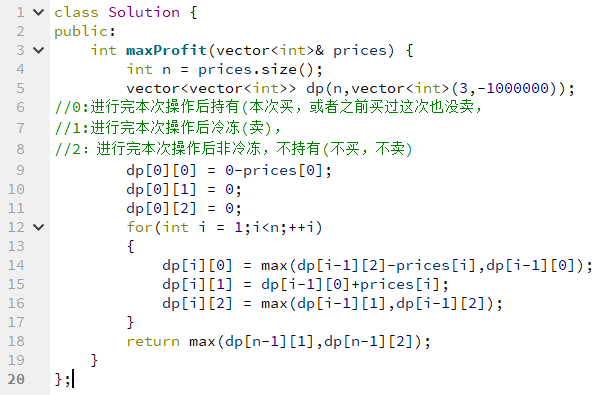 1 class Solution {
2 public:
3     int maxProfit(vector<int>& prices) {
4         int n = prices.size();
5         vector<vector<int>> dp(n,vector<int>(3,-1000000));
6 //0:进行完本次操作后持有(本次买，或者之前买过这次也没卖，
7 //1:进行完本次操作后冷冻(卖)，
8 //2：进行完本次操作后非冷冻，不持有(不买，不卖)
9         dp[0][0] = 0-prices[0];
10         dp[0][1] = 0;
11         dp[0][2] = 0;
12         for(int i = 1;i<n;++i)
13         {
14             dp[i][0] = max(dp[i-1][2]-prices[i],dp[i-1][0]);
15             dp[i][1] = dp[i-1][0]+prices[i];
16             dp[i][2] = max(dp[i-1][1],dp[i-1][2]);
17         }
18         return max(dp[n-1][1],dp[n-1][2]);
19     }
20 };